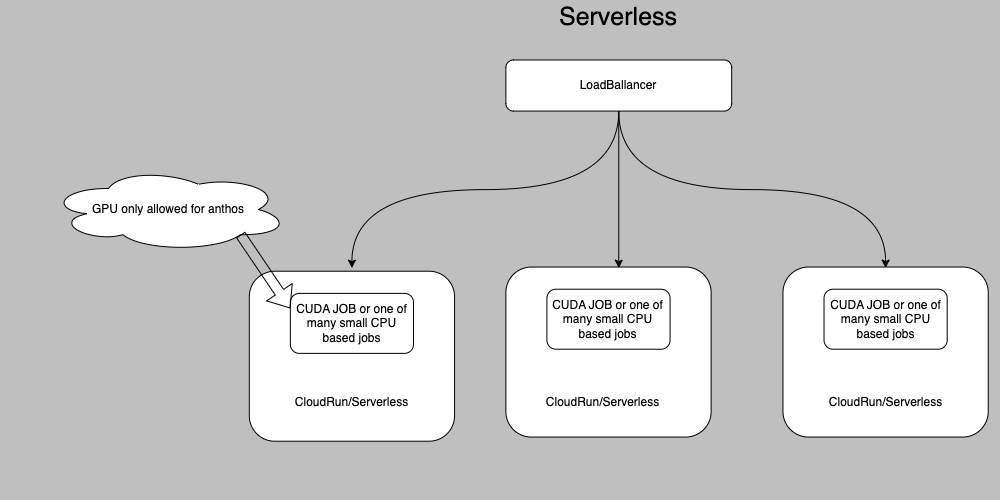 Serverless
LoadBallancer
GPU only allowed for anthos
CUDA JOB or one of
many small CPU
based jobs
CloudRun/Serverless
CUDA JOB or one of
many small CPU
based jobs
CloudRun/Serverless
CUDA JOB or one of
many small CPU
based jobs
CloudRun/Serverless